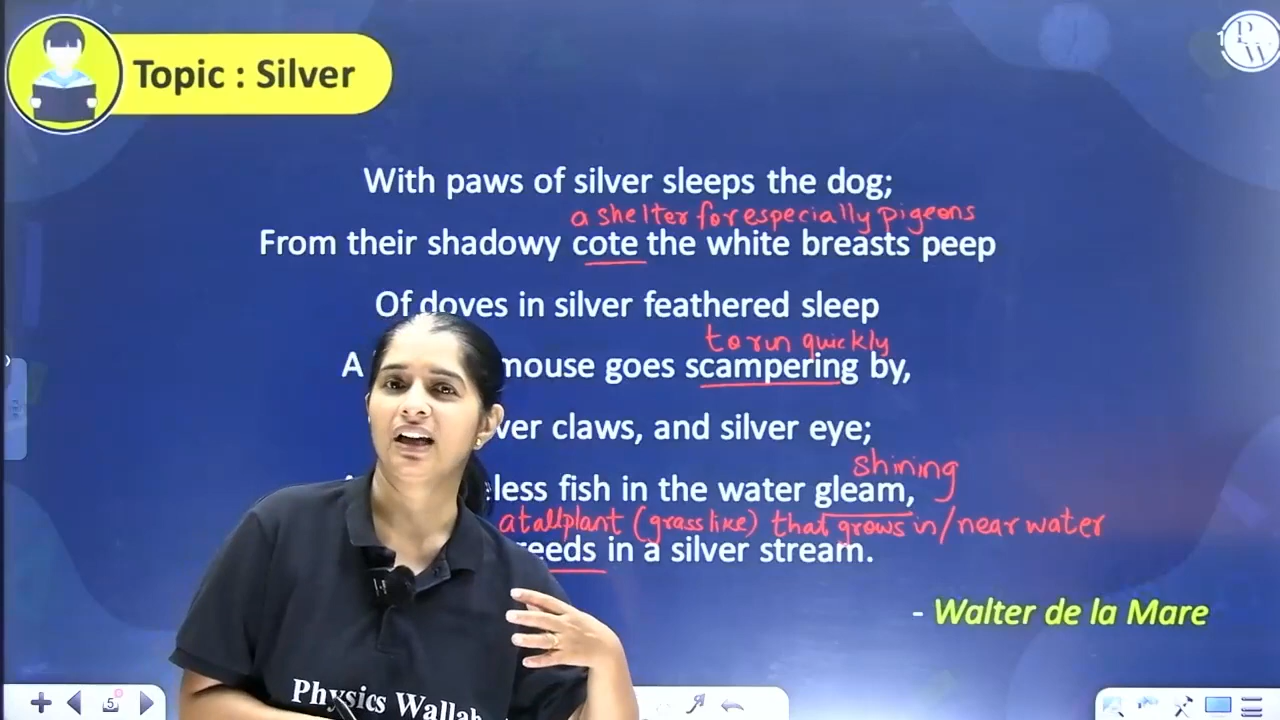 Topic : Silver
PW
With paws of silver sleeps the dog;
a shelter for especially pigeons
From their shadowy cote the white breasts peep
Of doves in silver feathered sleep
to run quickly
A mouse goes scampering by,
claws, and silver eye;
shining
fish in the water gleam,
a tall plant (grass like) that grows in/near water
reeds in a silver stream.
- Walter de la Mare
Physics
5